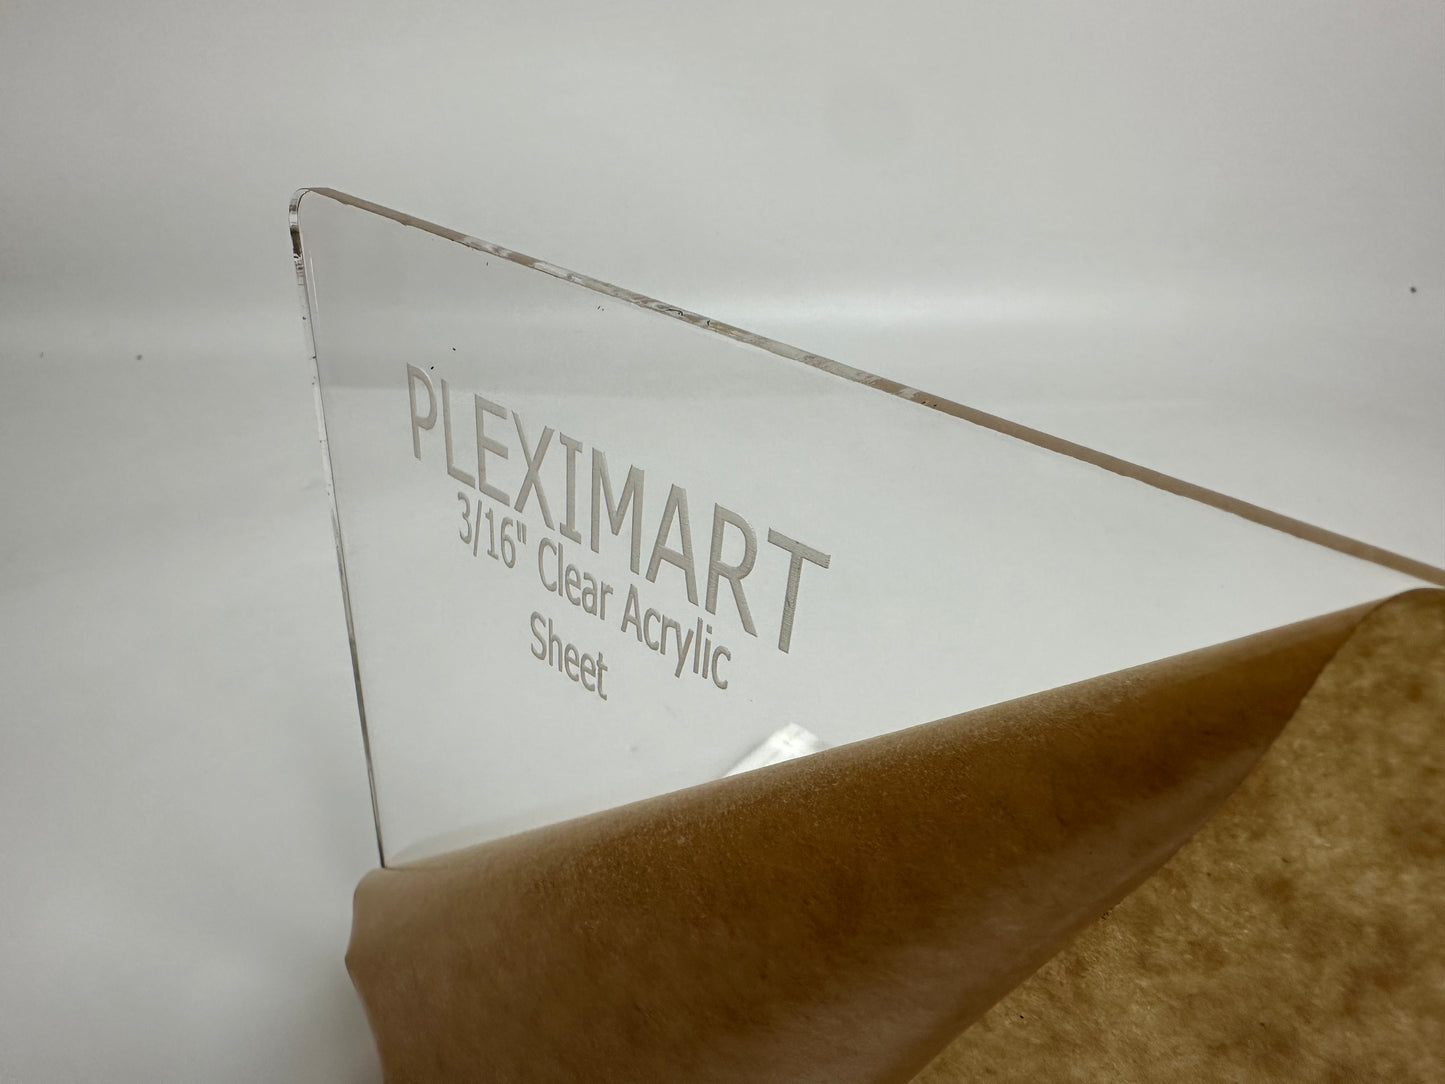 PLEXIMART
3/16" Clear Acrylic
Sheet